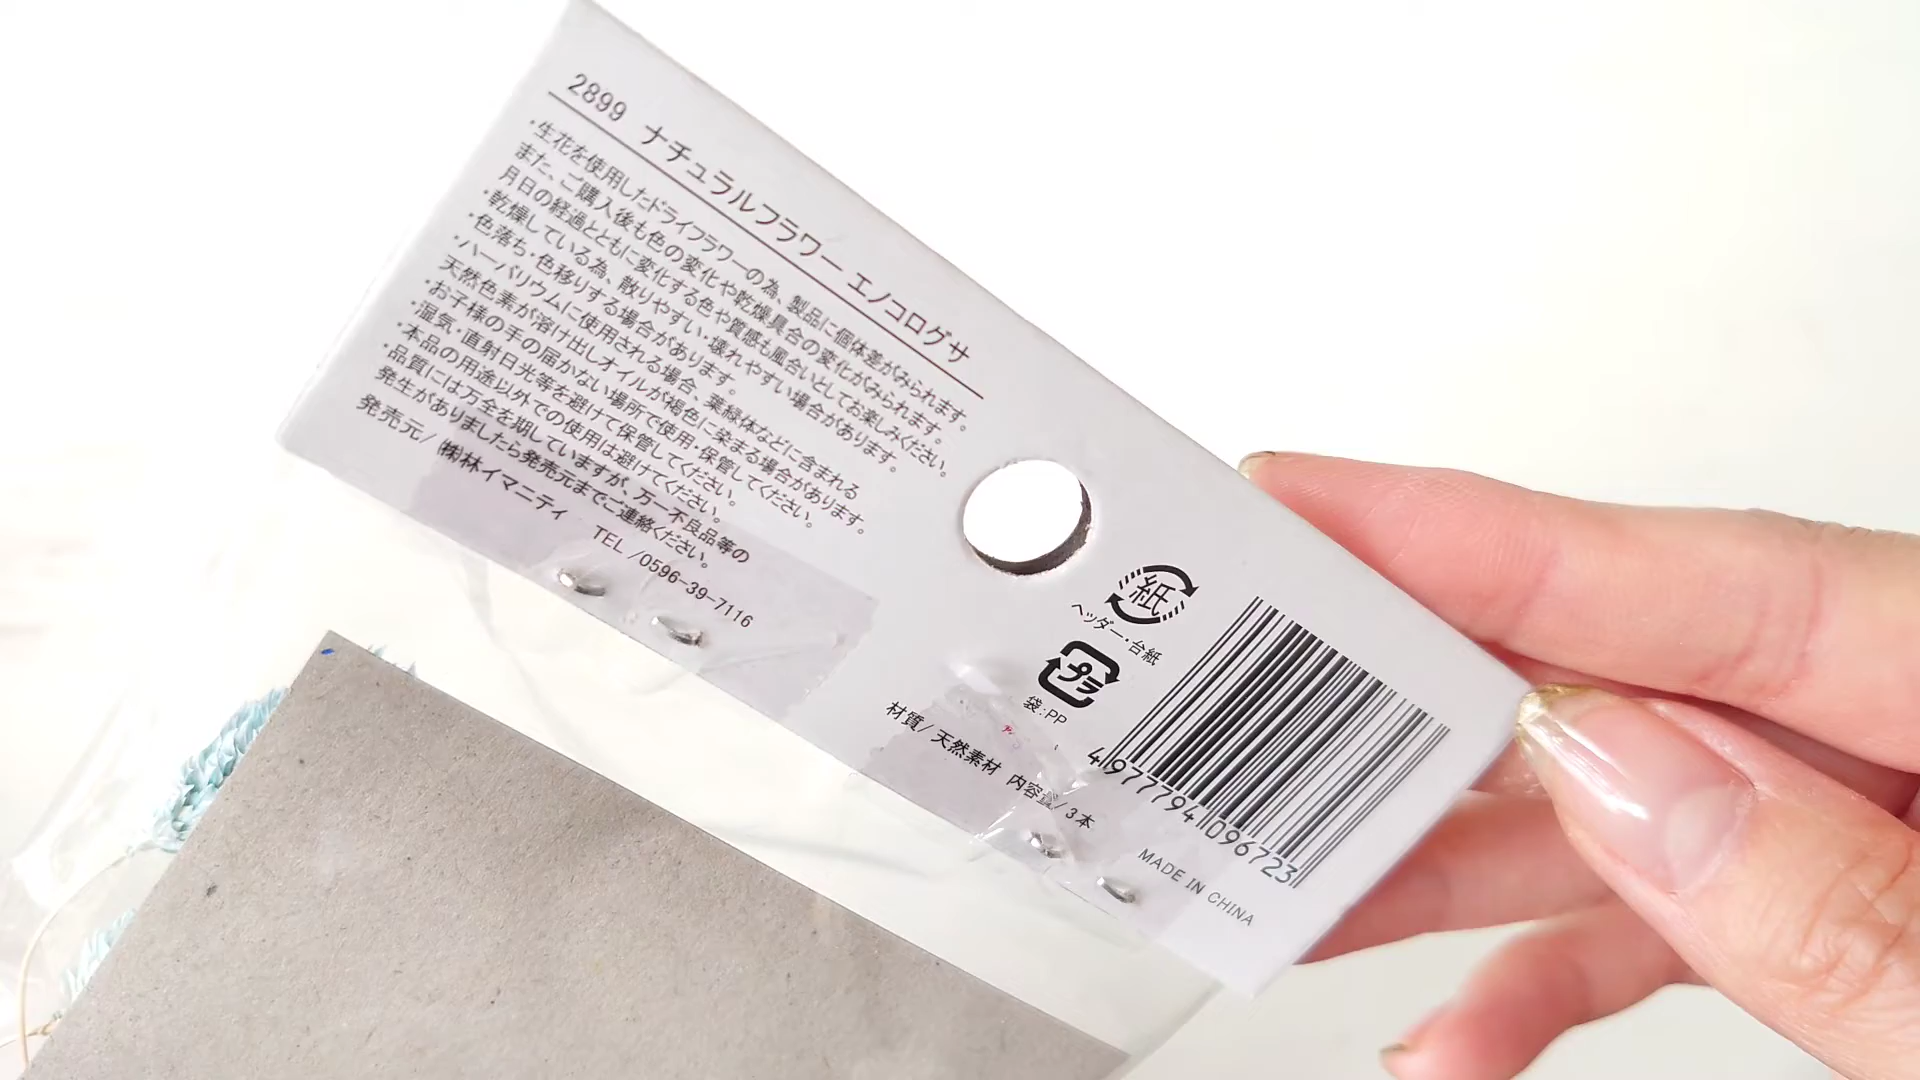 2899 ナチュラルフラワー エノコログサ
・生花を使用したドライフラワーの為、製品に個体差がみられます。
また、ご購入後も色の変化や乾燥具合の変化がみられます。
月日の経過とともに変化する色や質感も風合いとしてお楽しみください。
・乾燥している為、散りやすい・壊れやすい場合があります。
・色落ち・色移りする場合があります。
・ハーバリウムに使用される場合、葉緑体などに含まれる
天然色素が溶け出しオイルが褐色に染まる場合があります。
・お子様の手の届かない場所で使用・保管してください。
・湿気・直射日光等を避けて保管してください。
・本品の用途以外での使用は避けてください。
・品質には万全を期していますが、万一不良品等の
発生がありましたら発売元までご連絡ください。
発売元/ ㈱林イマニティ TEL /0596-39-7116
紙
ヘッダー・台紙
プラ
袋:PP
材質/ 天然素材 内容量/ 3本
4977794096723
MADE IN CHINA